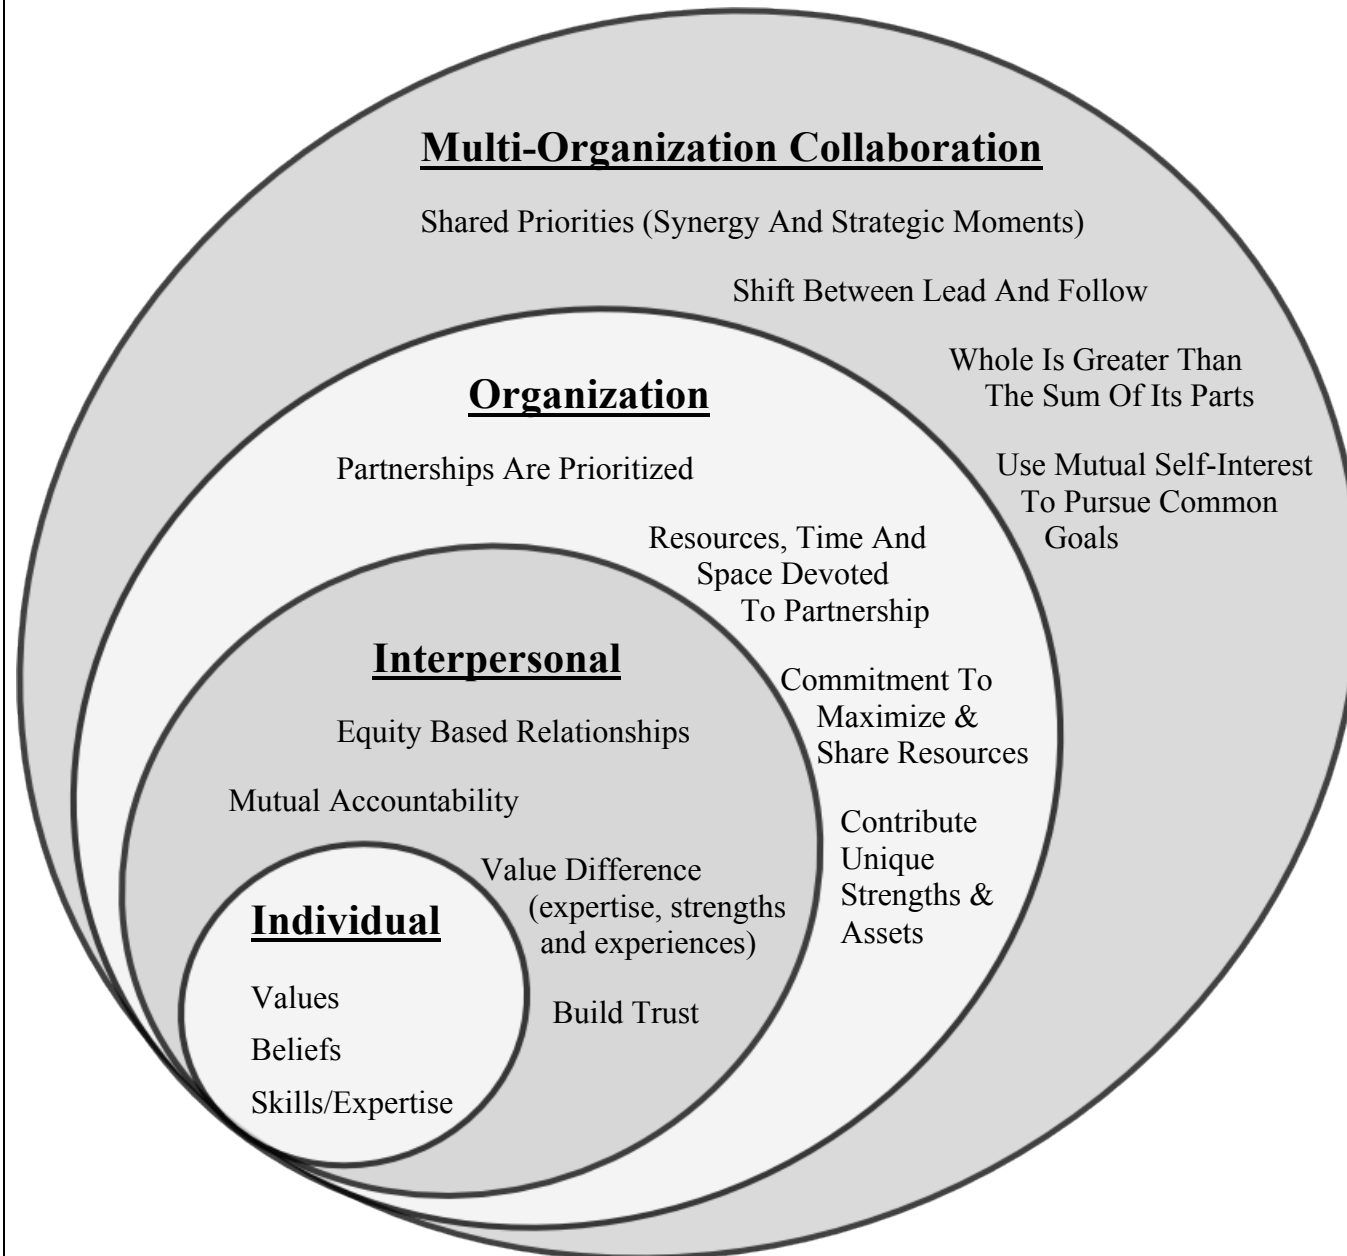 Multi-Organization Collaboration
Shared Priorities (Synergy And Strategic Moments)
Shift Between Lead And Follow
Whole Is Greater Than
The Sum Of Its Parts
Use Mutual Self-Interest
To Pursue Common
Goals
Organization
Partnerships Are Prioritized
Resources, Time And
Space Devoted
To Partnership
Commitment To
Maximize &
Share Resources
Contribute
Unique
Strengths &
Assets
Interpersonal
Equity Based Relationships
Mutual Accountability
Value Difference
(expertise, strengths
and experiences)
Build Trust
Individual
Values
Beliefs
Skills/Expertise